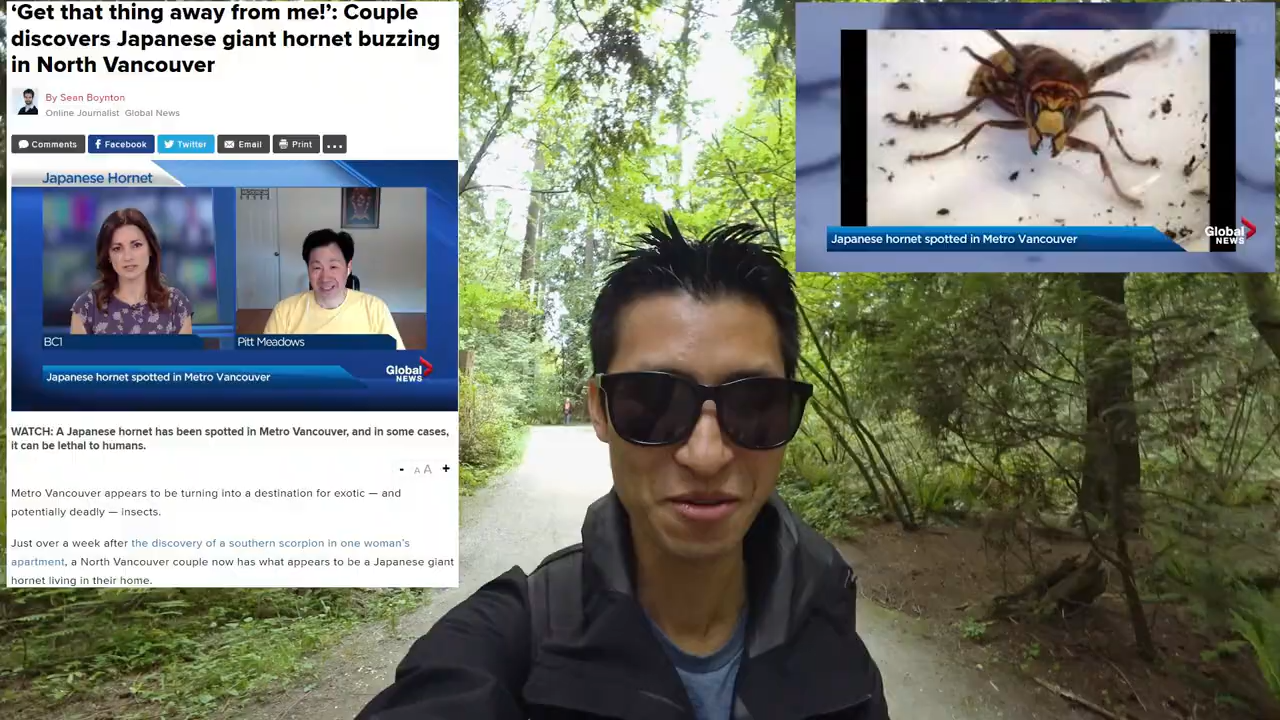 ‘Get that thing away from me!’: Couple
discovers Japanese giant hornet buzzing
in North Vancouver
By Sean Boynton
Online Journalist Global News
Comments
Facebook
Twitter
Email
Print
...
Japanese Hornet
BC1
Pitt Meadows
Global
NEWS
Japanese hornet spotted in Metro Vancouver
WATCH: A Japanese hornet has been spotted in Metro Vancouver, and in some cases,
it can be lethal to humans.
- A A +
Metro Vancouver appears to be turning into a destination for exotic — and
potentially deadly — insects.
Just over a week after the discovery of a southern scorpion in one woman’s
apartment, a North Vancouver couple now has what appears to be a Japanese giant
hornet living in their home.
Japanese hornet spotted in Metro Vancouver
Global
NEWS